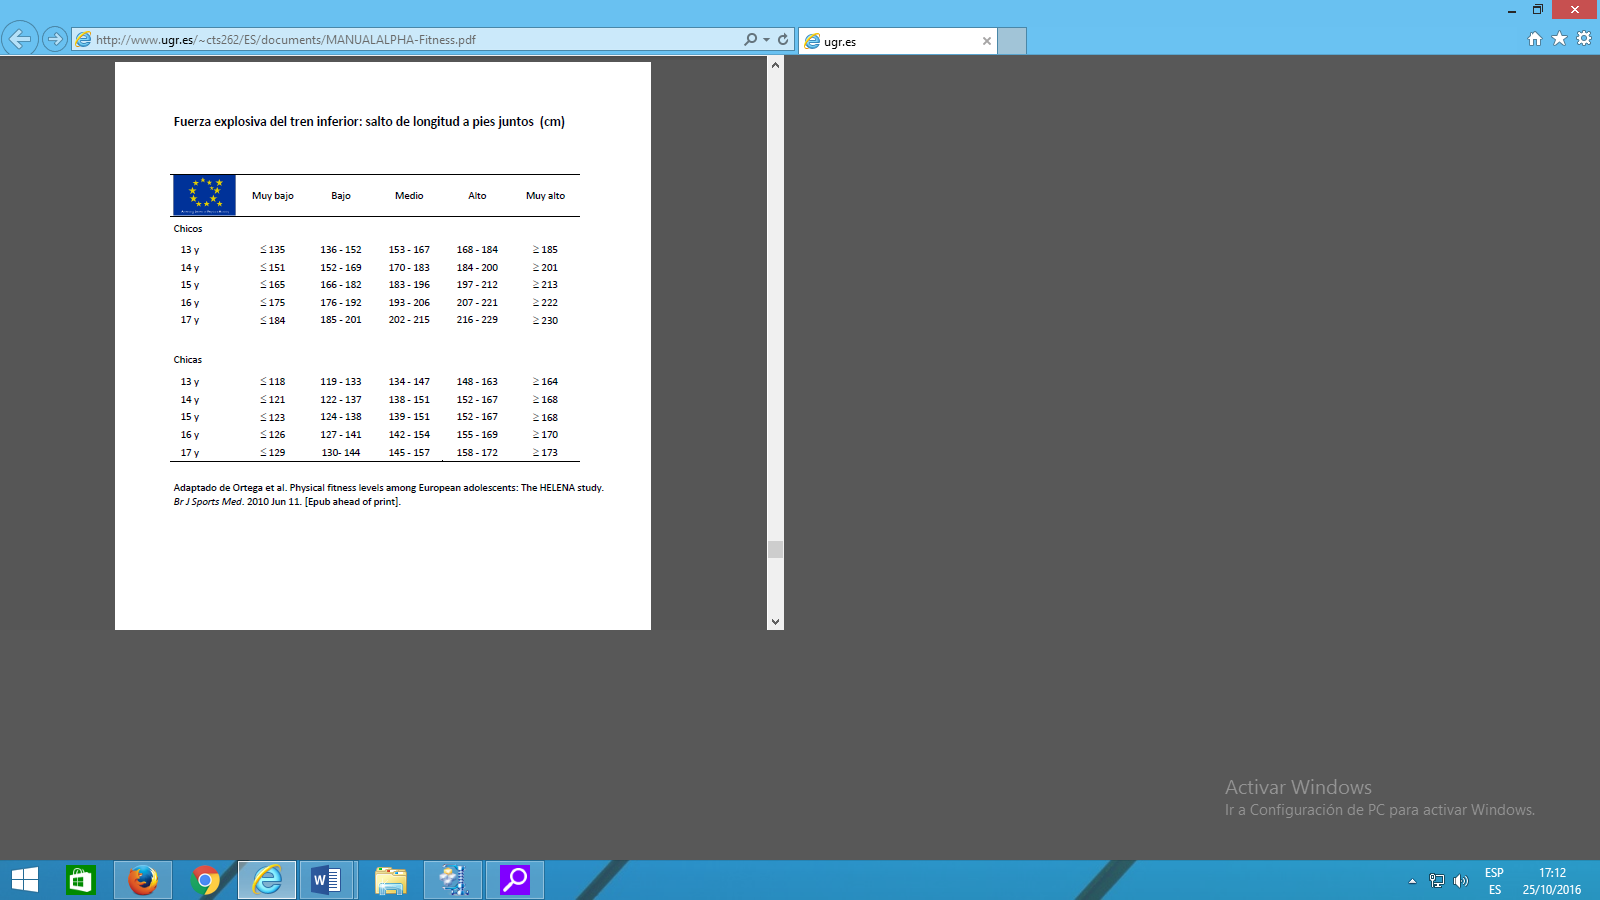 http://www.ugr.es/~cts262/ES/documents/MANUALALPHA-Fitness.pdf
ugr.es
Fuerza explosiva del tren inferior: salto de longitud a pies juntos (cm)
Muy bajo Bajo Medio Alto Muy alto
Chicos
13 y ≤ 135 136 - 152 153 - 167 168 - 184 ≥ 185
14 y ≤ 151 152 - 169 170 - 183 184 - 200 ≥ 201
15 y ≤ 165 166 - 182 183 - 196 197 - 212 ≥ 213
16 y ≤ 175 176 - 192 193 - 206 207 - 221 ≥ 222
17 y ≤ 184 185 - 201 202 - 215 216 - 229 ≥ 230
Chicas
13 y ≤ 118 119 - 133 134 - 147 148 - 163 ≥ 164
14 y ≤ 121 122 - 137 138 - 151 152 - 167 ≥ 168
15 y ≤ 123 124 - 138 139 - 151 152 - 167 ≥ 168
16 y ≤ 126 127 - 141 142 - 154 155 - 169 ≥ 170
17 y ≤ 129 130- 144 145 - 157 158 - 172 ≥ 173
Adaptado de Ortega et al. Physical fitness levels among European adolescents: The HELENA study.
Br J Sports Med. 2010 Jun 11. [Epub ahead of print].
Activar Windows
Ir a Configuración de PC para activar Windows.
ESP 17:12
ES 25/10/2016